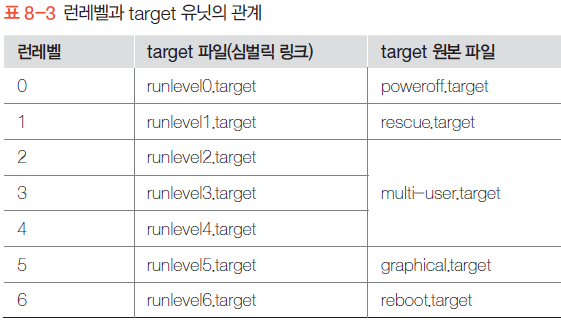 표 8-3 런레벨과 target 유닛의 관계
런레벨 target 파일(심벌릭 링크) target 원본 파일
0 runlevel0.target poweroff.target
1 runlevel1.target rescue.target
2 runlevel2.target
3 runlevel3.target multi-user.target
4 runlevel4.target
5 runlevel5.target graphical.target
6 runlevel6.target reboot.target